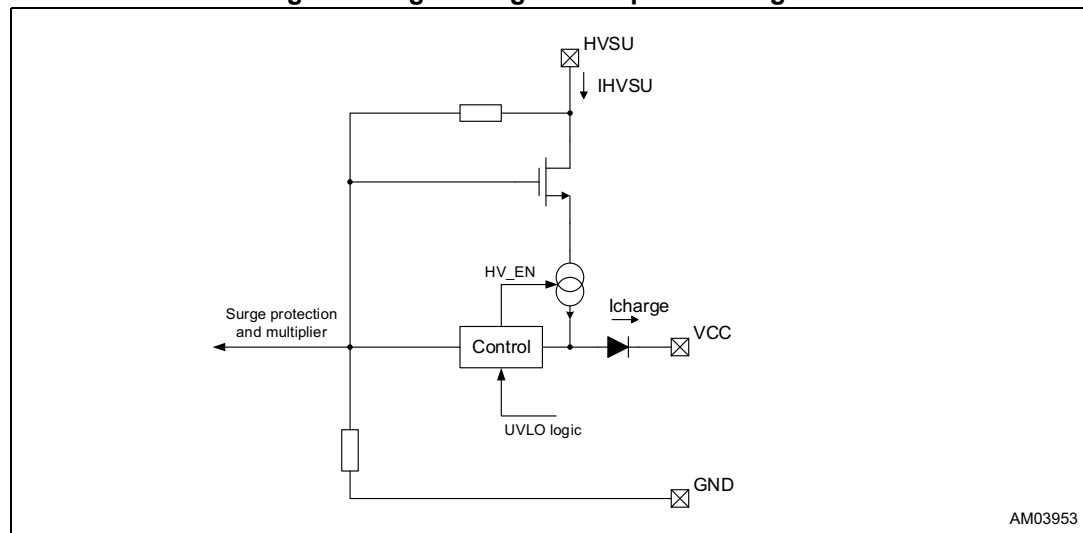 HVSU
IHVSU
HV_EN
Icharge
Surge protection
and multiplier
VCC
Control
UVLO logic
GND
AM03953